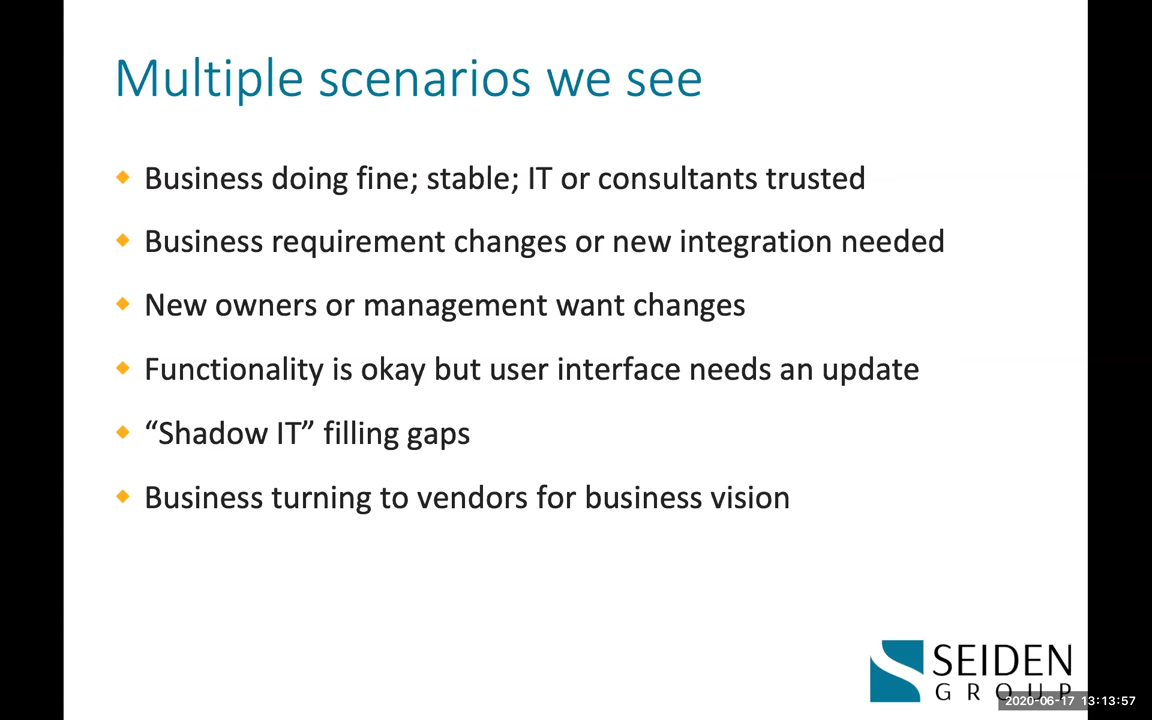 Multiple scenarios we see
Business doing fine; stable; IT or consultants trusted
Business requirement changes or new integration needed
New owners or management want changes
Functionality is okay but user interface needs an update
“Shadow IT” filling gaps
Business turning to vendors for business vision
SEIDEN
GROUP
2020-06-17 13:13:57